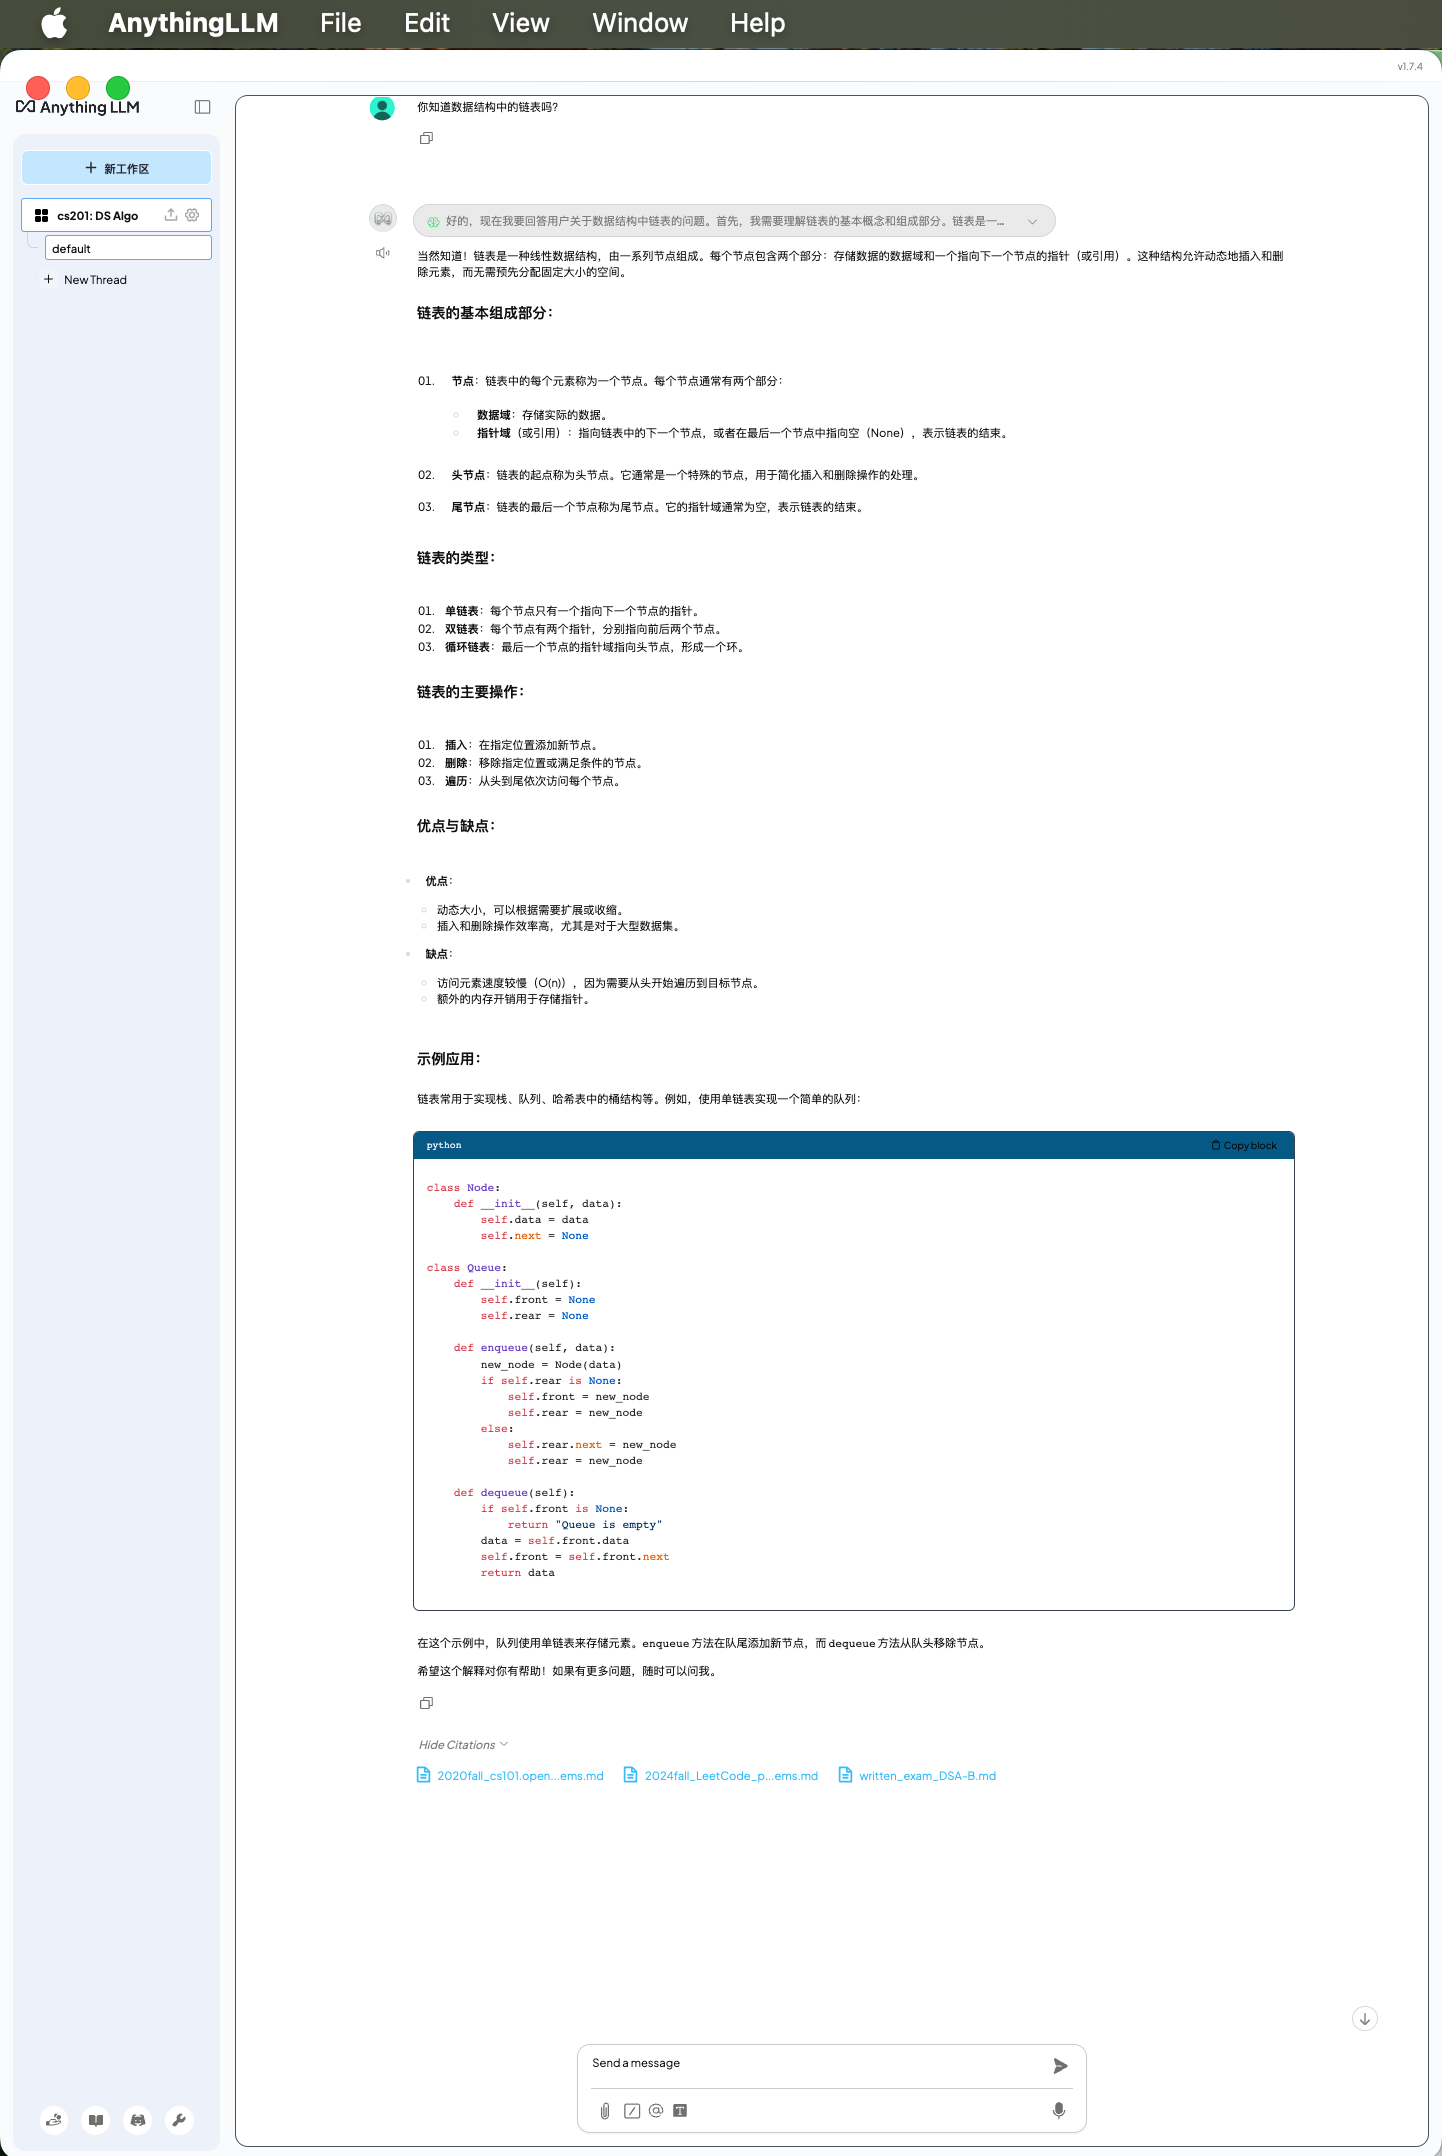 AnythingLLM File Edit View Window Help
v1.7.4
Anything LLM
新工作区
cs201: DS Algo
default
New Thread
你知道数据结构中的链表吗？
好的，现在我要回答用户关于数据结构中链表的问题。首先，我需要理解链表的基本概念和组成部分。链表是一...
当然知道！链表是一种线性数据结构，由一系列节点组成。每个节点包含两个部分：存储数据的数据域和一个指向下一个节点的指针（或引用）。这种结构允许动态地插入和删
除元素，而无需预先分配固定大小的空间。
链表的基本组成部分：
01. 节点：链表中的每个元素称为一个节点。每个节点通常有两个部分：
数据域：存储实际的数据。
指针域（或引用）：指向链表中的下一个节点，或者在最后一个节点中指向空（None），表示链表的结束。
02. 头节点：链表的起点称为头节点。它通常是一个特殊的节点，用于简化插入和删除操作的处理。
03. 尾节点：链表的最后一个节点称为尾节点。它的指针域通常为空，表示链表的结束。
链表的类型：
01. 单链表：每个节点只有一个指向下一个节点的指针。
02. 双链表：每个节点有两个指针，分别指向前后两个节点。
03. 循环链表：最后一个节点的指针域指向头节点，形成一个环。
链表的主要操作：
01. 插入：在指定位置添加新节点。
02. 删除：移除指定位置或满足条件的节点。
03. 遍历：从头到尾依次访问每个节点。
优点与缺点：
优点：
动态大小，可以根据需要扩展或收缩。
插入和删除操作效率高，尤其是对于大型数据集。
缺点：
访问元素速度较慢（O(n)），因为需要从头开始遍历到目标节点。
额外的内存开销用于存储指针。
示例应用：
链表常用于实现栈、队列、哈希表中的桶结构等。例如，使用单链表实现一个简单的队列：
python Copy block
class Node:
    def __init__(self, data):
        self.data = data
        self.next = None
class Queue:
    def __init__(self):
        self.front = None
        self.rear = None
    def enqueue(self, data):
        new_node = Node(data)
        if self.rear is None:
            self.front = new_node
            self.rear = new_node
        else:
            self.rear.next = new_node
            self.rear = new_node
    def dequeue(self):
        if self.front is None:
            return "Queue is empty"
        data = self.front.data
        self.front = self.front.next
        return data
在这个示例中，队列使用单链表来存储元素。enqueue 方法在队尾添加新节点，而 dequeue 方法从队头移除节点。
希望这个解释对你有帮助！如果有更多问题，随时可以问我。
Hide Citations
2020fall_cs101.open...ems.md 2024fall_LeetCode_p...ems.md written_exam_DSA-B.md
Send a message